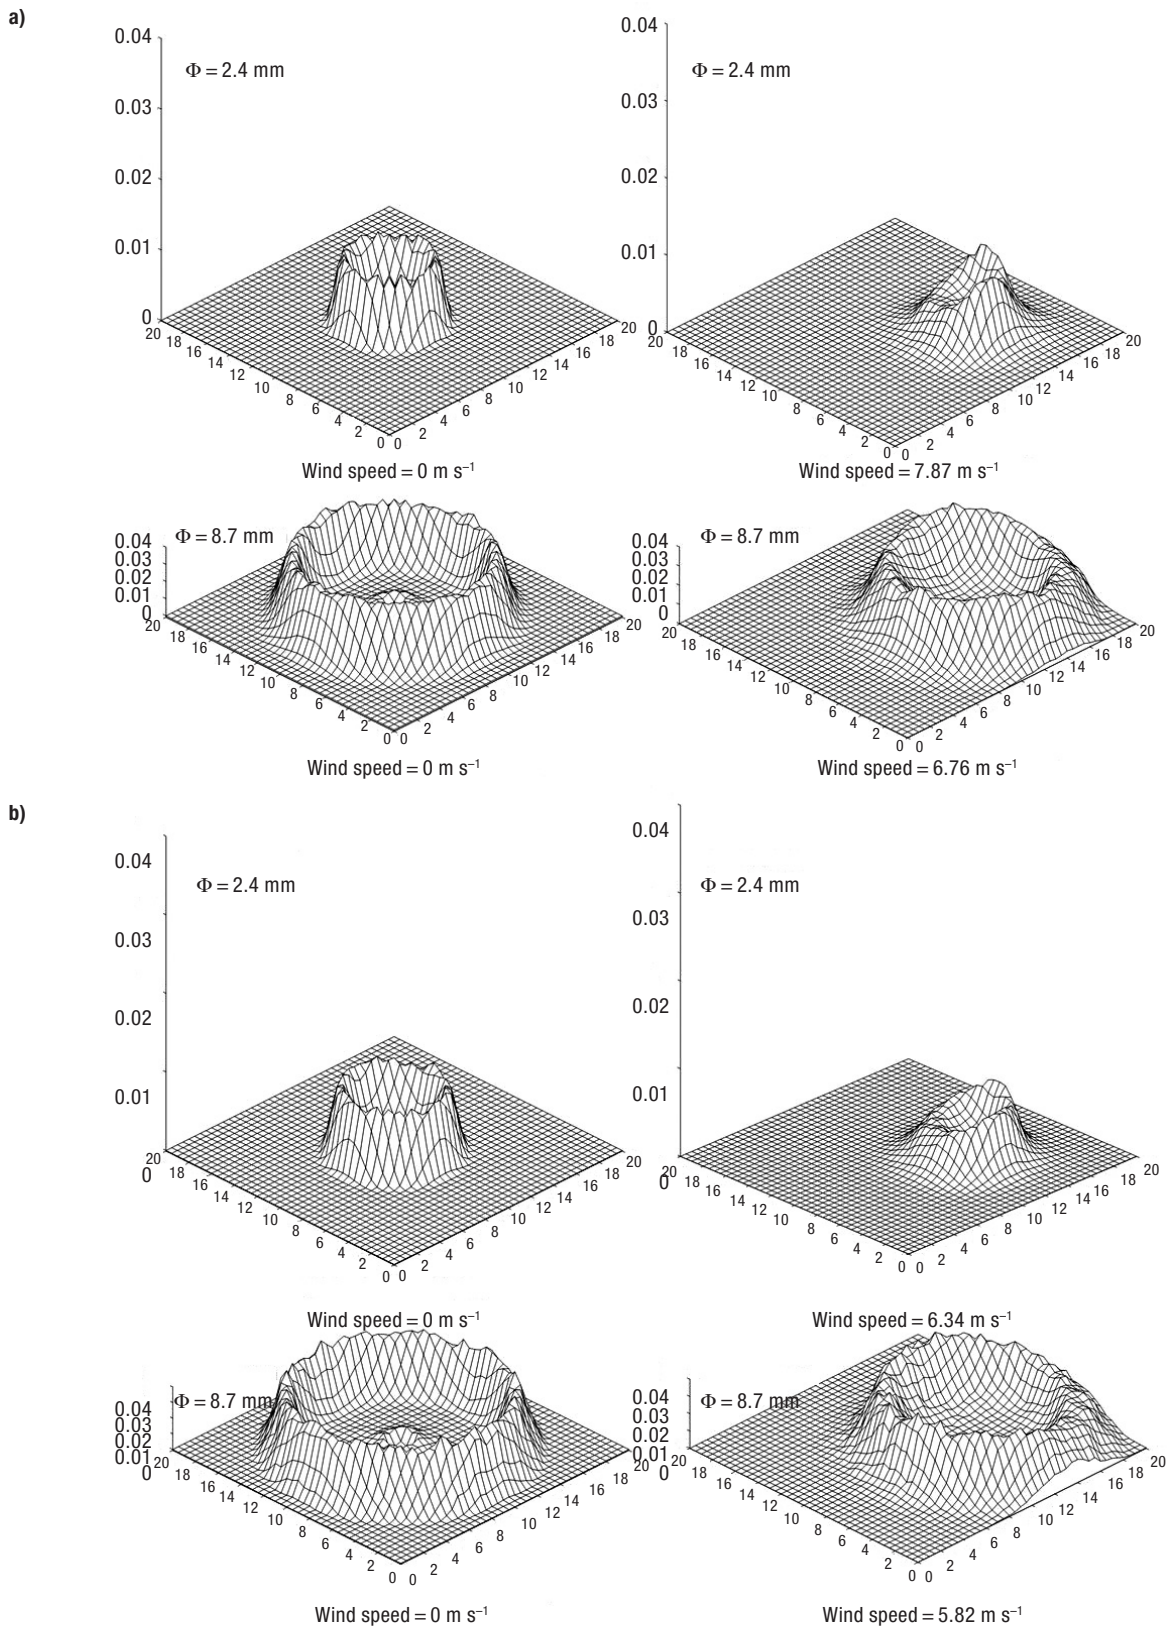 a)
0.04
0.03
0.02
0.01
0
Φ = 2.4 mm
20 18 16 14 12 10 8 6 4 2 0
0 2 4 6 8 10 12 14 16 18 20
Wind speed = 0 m s⁻¹
0.04
0.03
0.02
0.01
0
Φ = 2.4 mm
20 18 16 14 12 10 8 6 4 2 0
0 2 4 6 8 10 12 14 16 18 20
Wind speed = 7.87 m s⁻¹
0.04
0.03
0.02
0.01
0
Φ = 8.7 mm
20 18 16 14 12 10 8 6 4 2 0
0 2 4 6 8 10 12 14 16 18 20
Wind speed = 0 m s⁻¹
0.04
0.03
0.02
0.01
0
Φ = 8.7 mm
20 18 16 14 12 10 8 6 4 2 0
0 2 4 6 8 10 12 14 16 18 20
Wind speed = 6.76 m s⁻¹
b)
0.04
0.03
0.02
0.01
0
Φ = 2.4 mm
20 18 16 14 12 10 8 6 4 2 0
0 2 4 6 8 10 12 14 16 18 20
Wind speed = 0 m s⁻¹
0.04
0.03
0.02
0.01
0
Φ = 2.4 mm
20 18 16 14 12 10 8 6 4 2 0
0 2 4 6 8 10 12 14 16 18 20
Wind speed = 6.34 m s⁻¹
0.04
0.03
0.02
0.01
0
Φ = 8.7 mm
20 18 16 14 12 10 8 6 4 2 0
0 2 4 6 8 10 12 14 16 18 20
Wind speed = 0 m s⁻¹
0.04
0.03
0.02
0.01
0
Φ = 8.7 mm
20 18 16 14 12 10 8 6 4 2 0
0 2 4 6 8 10 12 14 16 18 20
Wind speed = 5.82 m s⁻¹